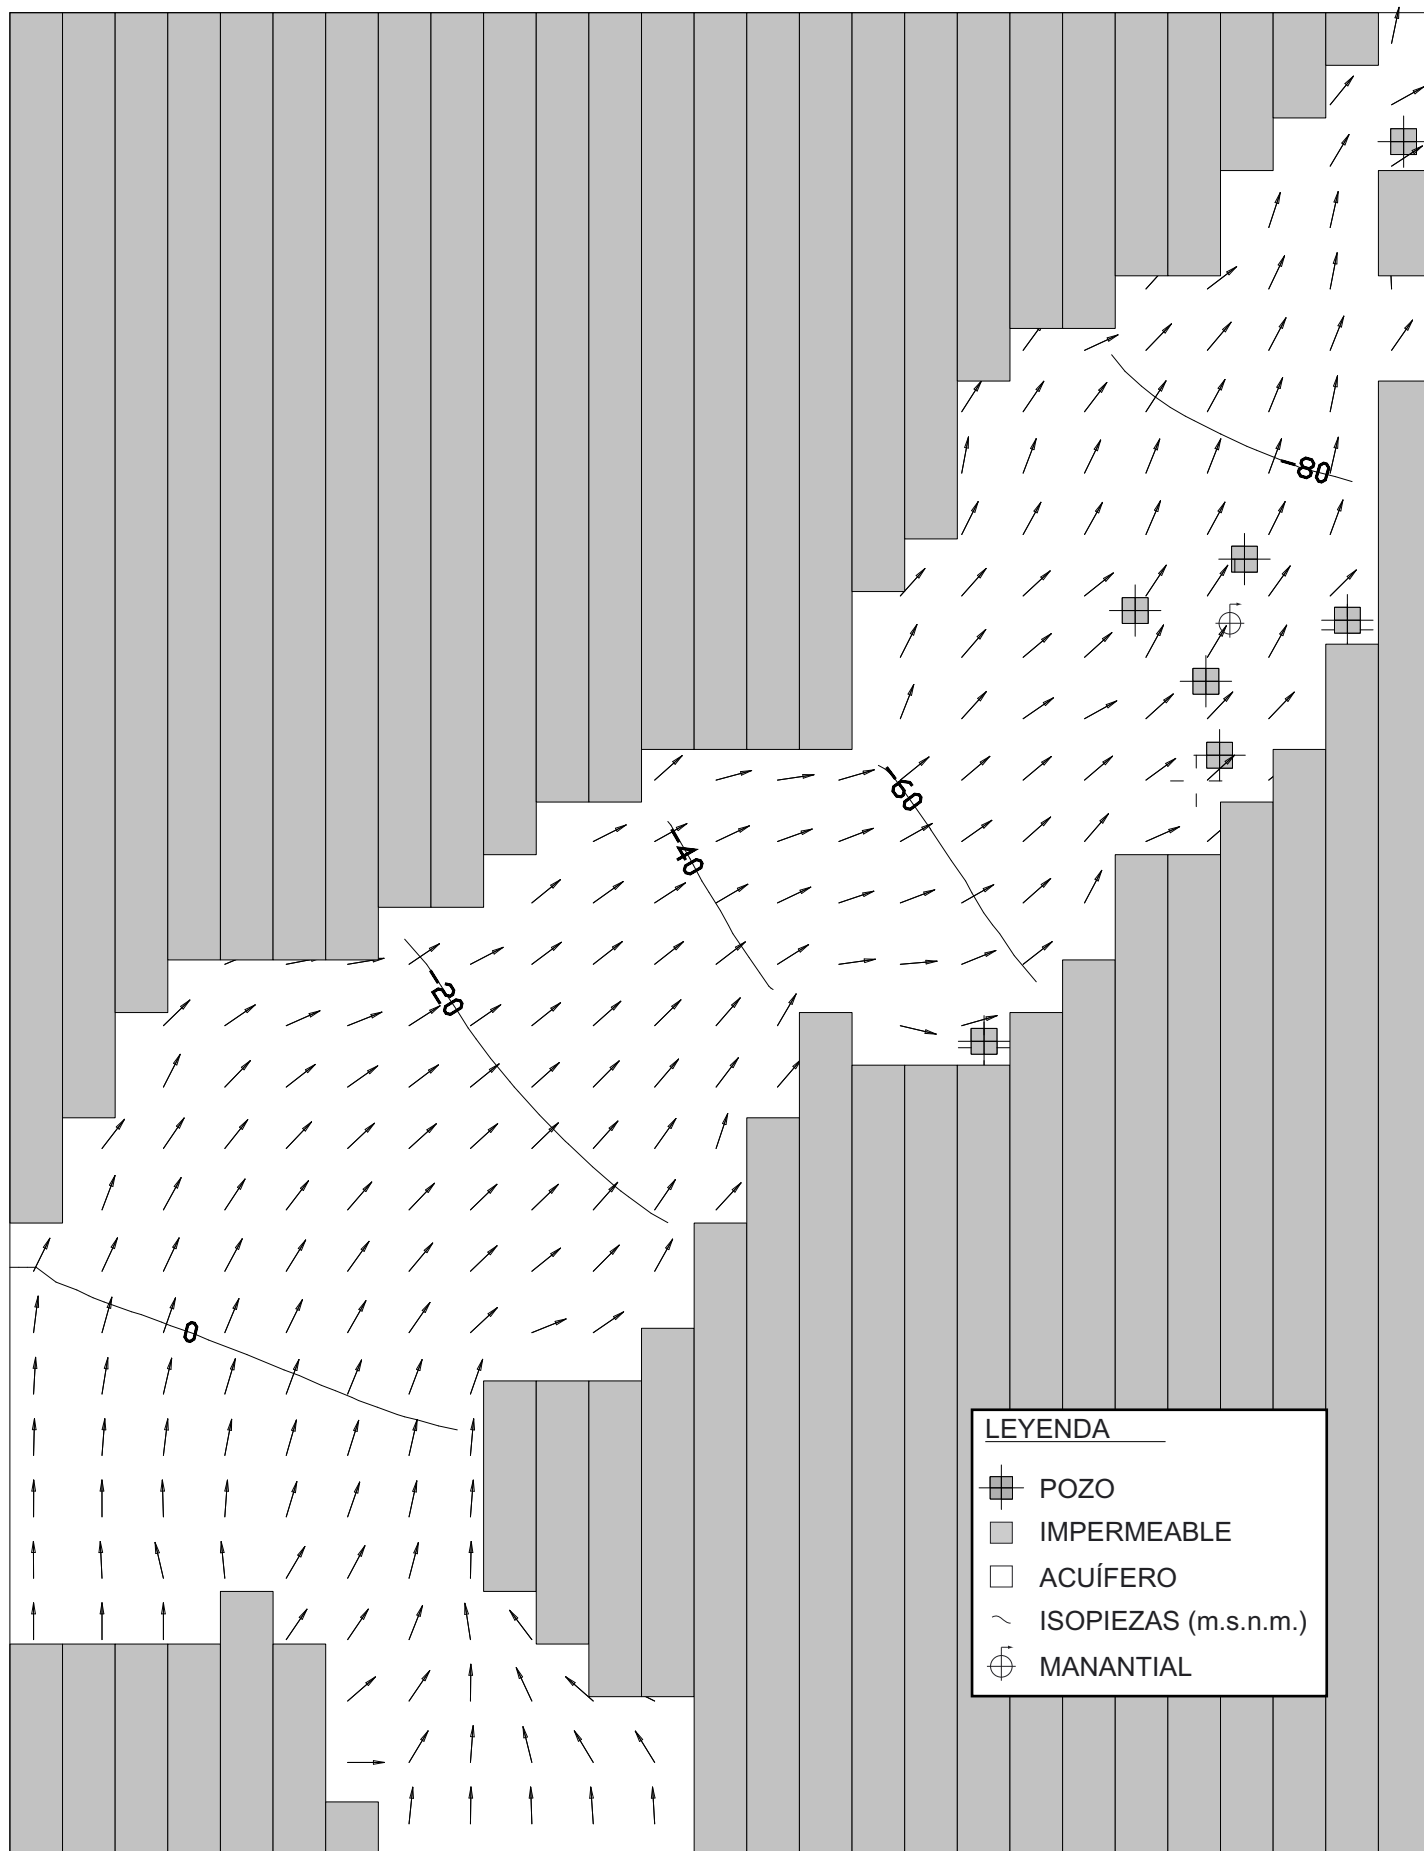 -80
-60
-40
-20
0
LEYENDA
POZO
IMPERMEABLE
ACUÍFERO
ISOPIEZAS (m.s.n.m.)
MANANTIAL